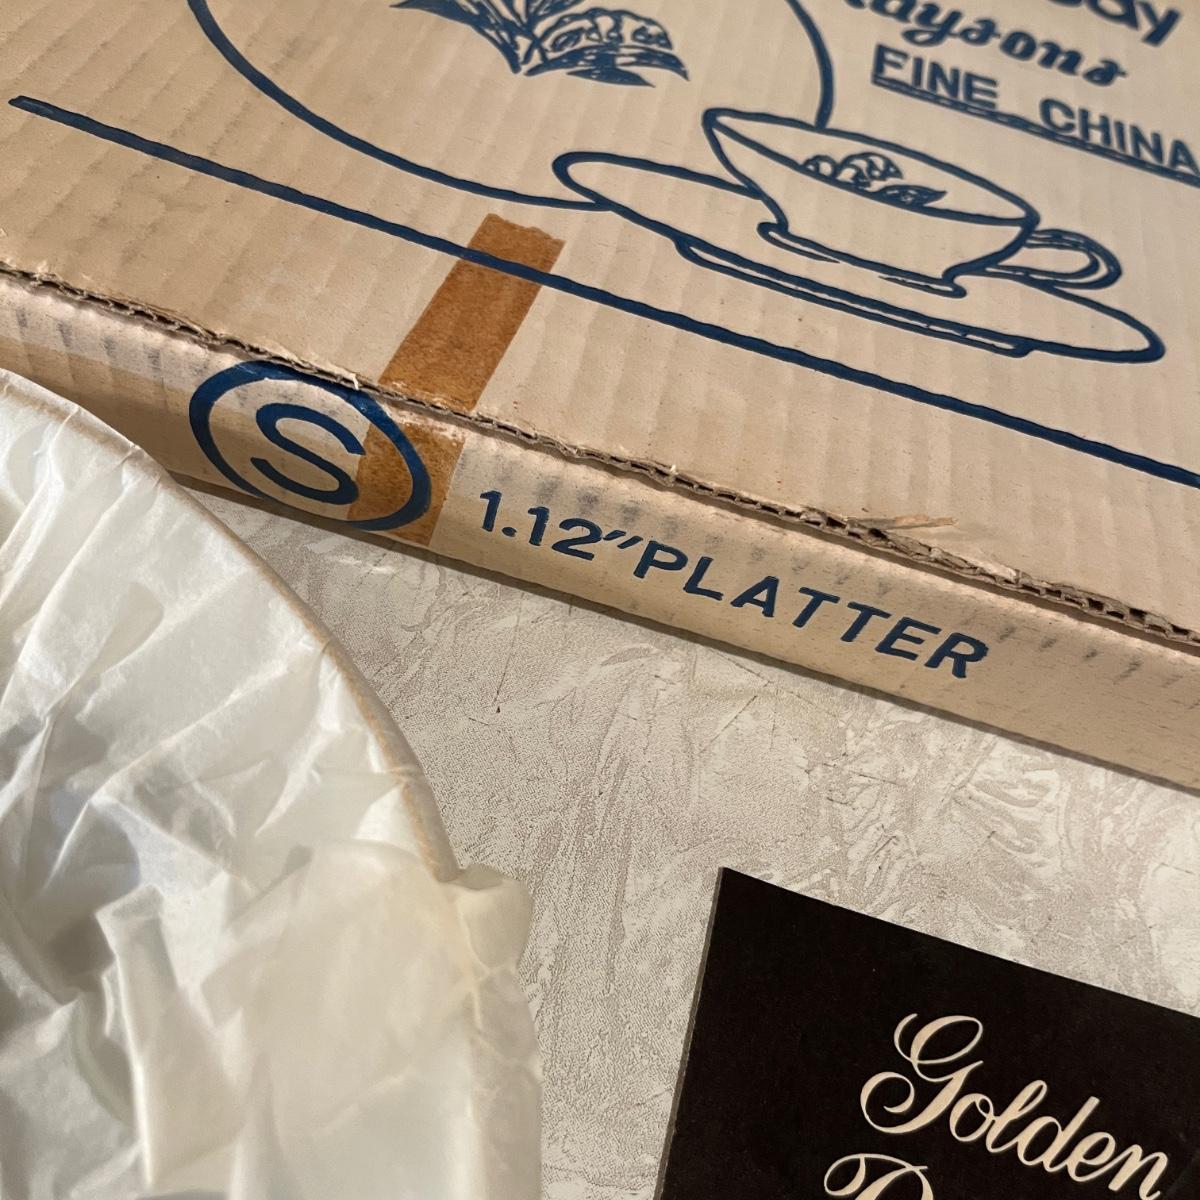 FINE CHINA
S
1.12" PLATTER
Golden